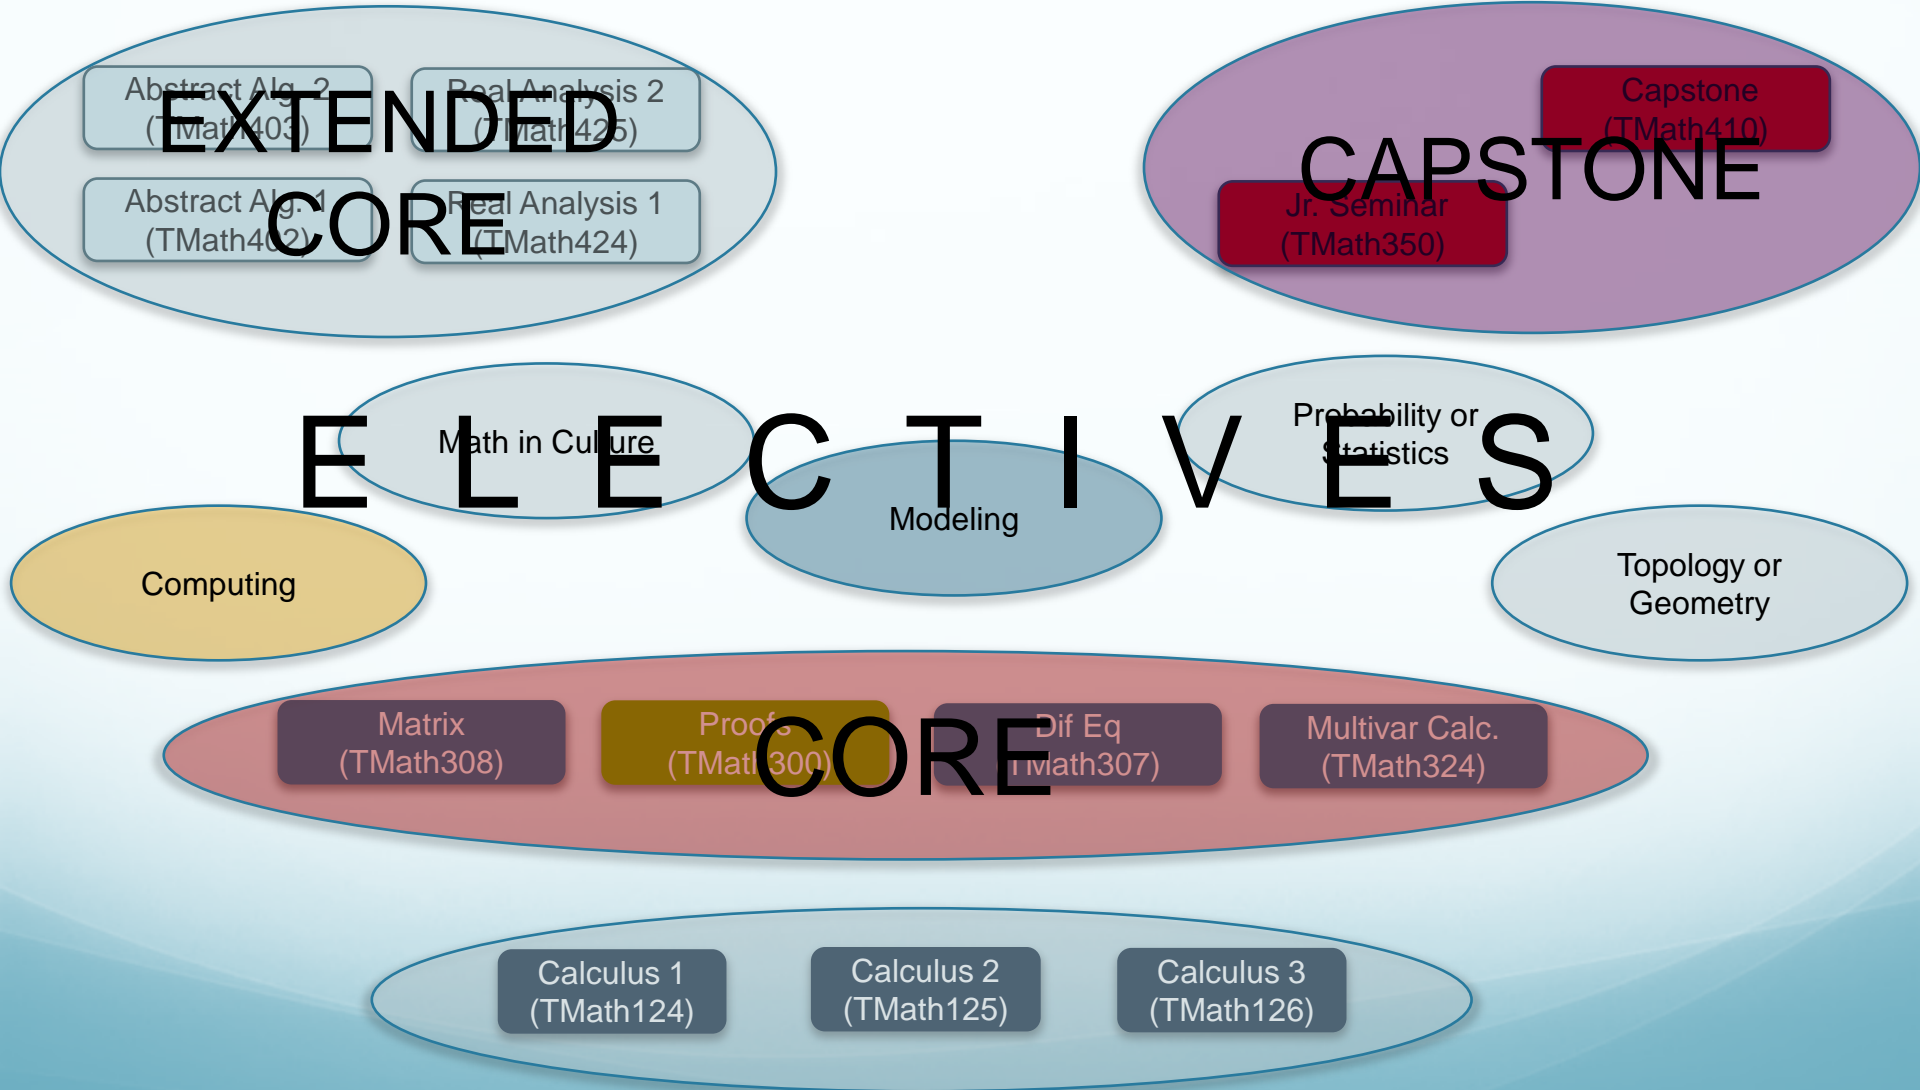 Abstract Alg. 2
(TMath403)
Real Analysis 2
(TMath425)
EXTENDED
CORE
Abstract Alg. 1
(TMath402)
Real Analysis 1
(TMath424)
Capstone
(TMath410)
CAPSTONE
Jr. Seminar
(TMath350)
E L E C T I V E S
Math in Culture
Probability or
Statistics
Modeling
Computing
Topology or
Geometry
Matrix
(TMath308)
Proofs
(TMath300)
CORE
Dif Eq
(TMath307)
Multivar Calc.
(TMath324)
Calculus 1
(TMath124)
Calculus 2
(TMath125)
Calculus 3
(TMath126)